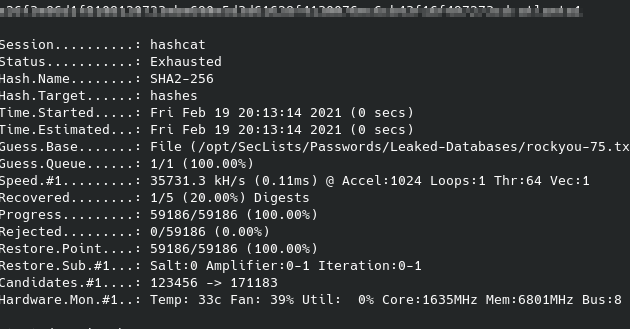 Session..........: hashcat
Status...........: Exhausted
Hash.Name........: SHA2-256
Hash.Target......: hashes
Time.Started.....: Fri Feb 19 20:13:14 2021 (0 secs)
Time.Estimated...: Fri Feb 19 20:13:14 2021 (0 secs)
Guess.Base.......: File (/opt/SecLists/Passwords/Leaked-Databases/rockyou-75.tx
Guess.Queue......: 1/1 (100.00%)
Speed.#1.........: 35731.3 kH/s (0.11ms) @ Accel:1024 Loops:1 Thr:64 Vec:1
Recovered........: 1/5 (20.00%) Digests
Progress.........: 59186/59186 (100.00%)
Rejected.........: 0/59186 (0.00%)
Restore.Point....: 59186/59186 (100.00%)
Restore.Sub.#1...: Salt:0 Amplifier:0-1 Iteration:0-1
Candidates.#1....: 123456 -> 171183
Hardware.Mon.#1..: Temp: 33c Fan: 39% Util:  0% Core:1635MHz Mem:6801MHz Bus:8